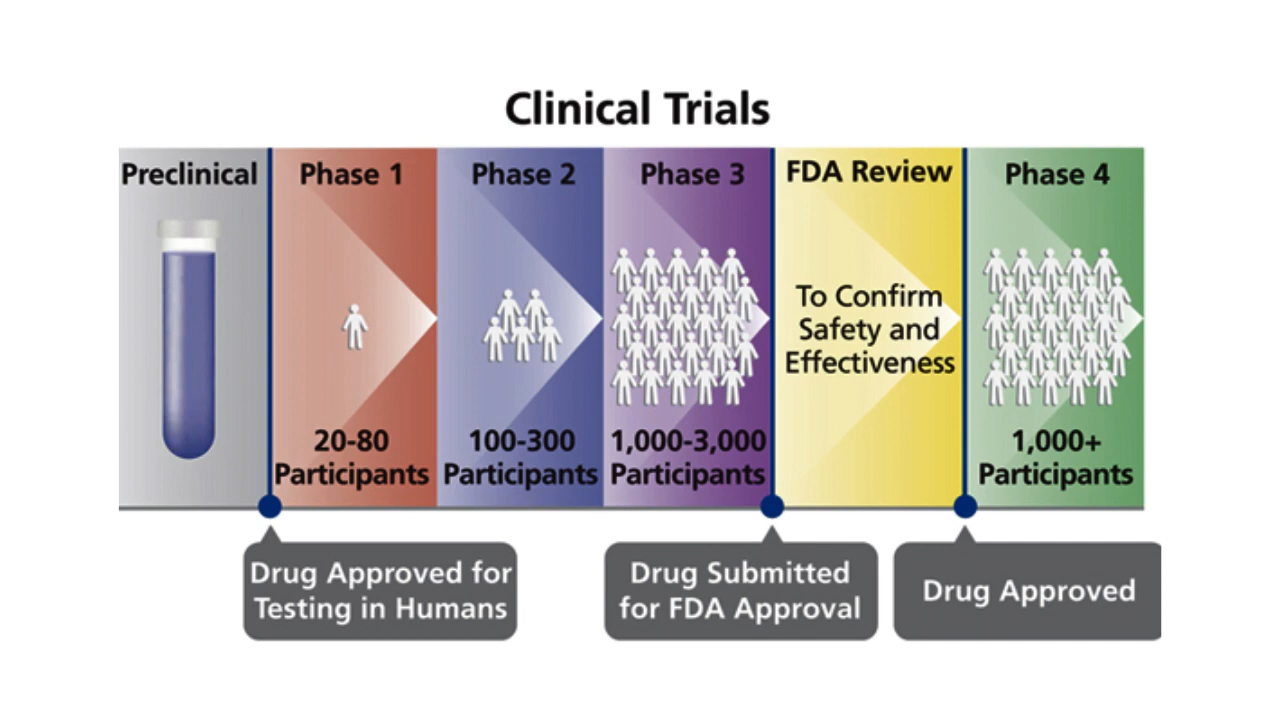 Clinical Trials
Preclinical
Phase 1
20-80
Participants
Phase 2
100-300
Participants
Phase 3
1,000-3,000
Participants
FDA Review
To Confirm
Safety and
Effectiveness
Phase 4
1,000+
Participants
Drug Approved for
Testing in Humans
Drug Submitted
for FDA Approval
Drug Approved